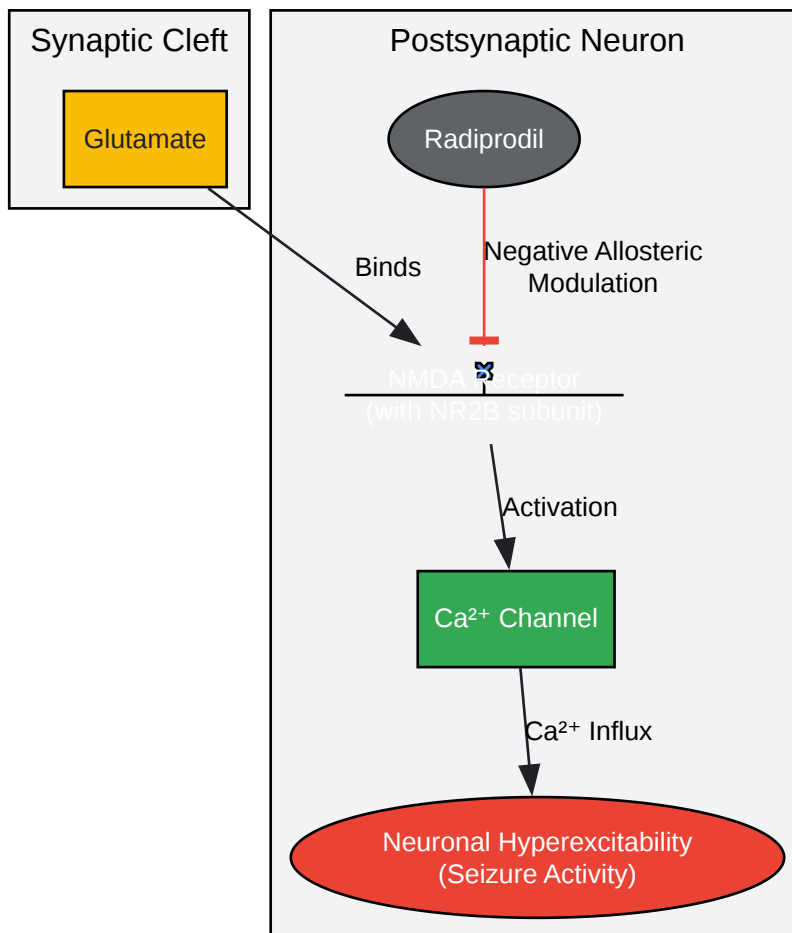 Synaptic Cleft
Postsynaptic Neuron
Glutamate
Radiprodil
Binds
Negative Allosteric
Modulation
NMDA Receptor
(with NR2B subunit)
Activation
Ca²⁺ Channel
Ca²⁺ Influx
Neuronal Hyperexcitability
(Seizure Activity)